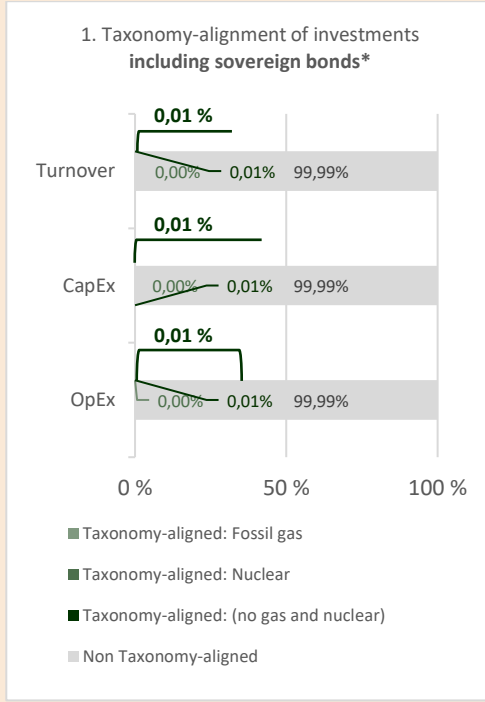 1. Taxonomy-alignment of investments
including sovereign bonds*
0,01 %
Turnover
0,00% 0,01% 99,99%
0,01 %
CapEx
0,00% 0,01% 99,99%
0,01 %
OpEx
0,00% 0,01% 99,99%
0 % 50 % 100 %
Taxonomy-aligned: Fossil gas
Taxonomy-aligned: Nuclear
Taxonomy-aligned: (no gas and nuclear)
Non Taxonomy-aligned